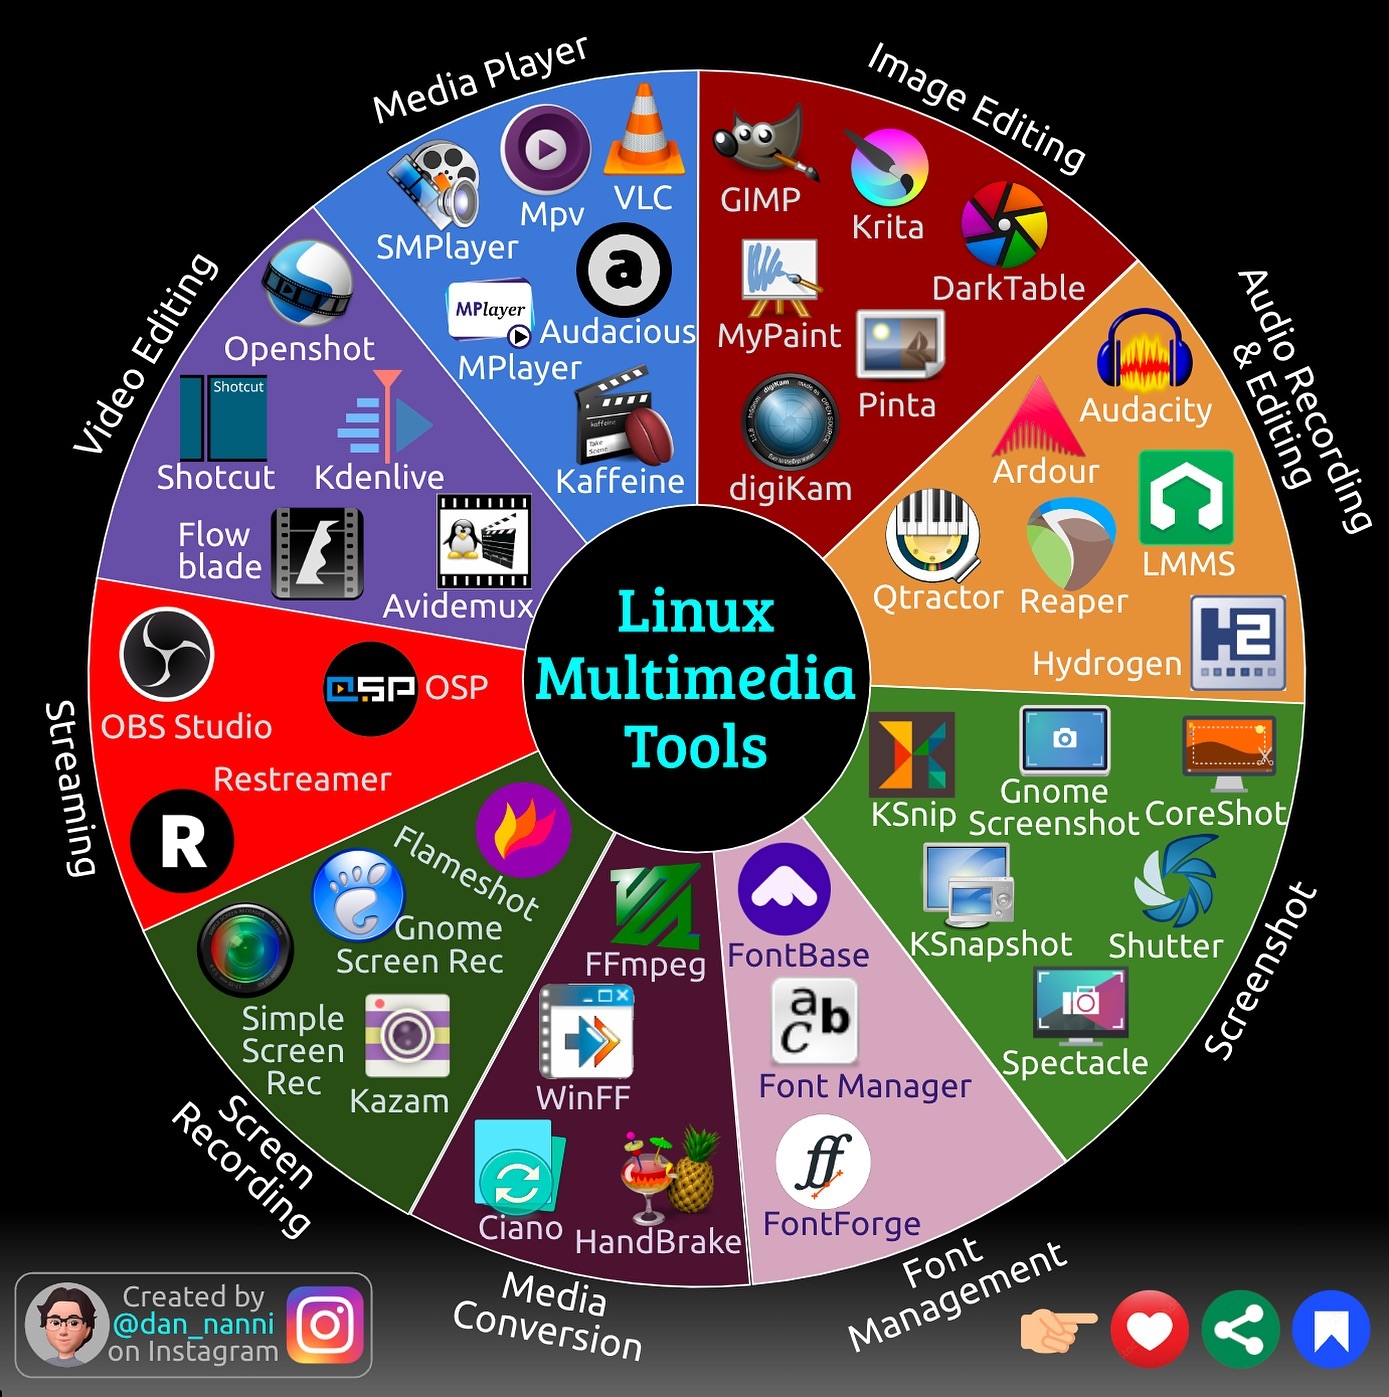 Linux
Multimedia
Tools
Media Player
VLC
Mpv
SMPlayer
Audacious
MPlayer
MPlayer
Kaffeine
Image Editing
GIMP
Krita
DarkTable
MyPaint
Pinta
digiKam
Audio Recording
& Editing
Audacity
Ardour
LMMS
Qtractor
Reaper
Hydrogen
H2
Screenshot
KSnip
Gnome
Screenshot
CoreShot
KSnapshot
Shutter
Spectacle
Font
Management
FontBase
abc
Font Manager
ff
FontForge
Media
Conversion
FFmpeg
WinFF
Ciano
HandBrake
Screen
Recording
Flameshot
Gnome
Screen Rec
Simple
Screen
Rec
Kazam
Streaming
OBS Studio
OSP
OSP
Restreamer
R
Video Editing
Openshot
Shotcut
Shotcut
Kdenlive
Flow
blade
Avidemux
Created by
@dan_nanni
on Instagram